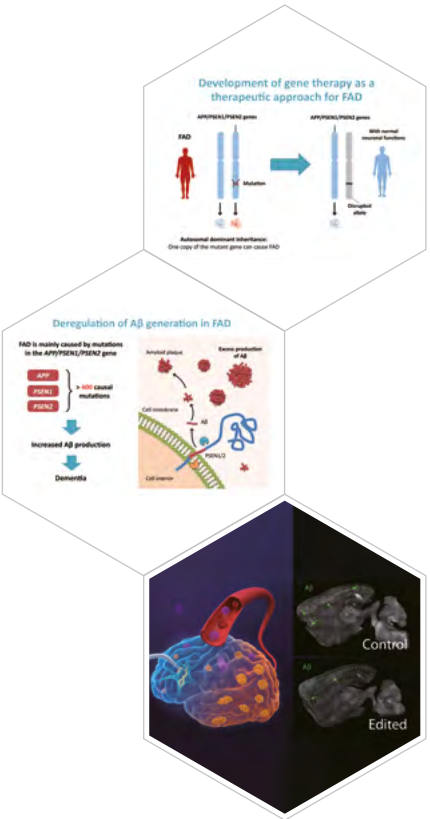 Development of gene therapy as a
therapeutic approach for FAD
APP/PSEN1/PSEN2 genes
APP/PSEN1/PSEN2 genes
FAD
With normal
neuronal functions
Mutation
Disrupted
allele
Autosomal dominant inheritance:
One copy of the mutant gene can cause FAD
Deregulation of Aβ generation in FAD
FAD is mainly caused by mutations
in the APP/PSEN1/PSEN2 gene
APP
PSEN1
PSEN2
> 400 causal
mutations
Increased Aβ production
Dementia
Amyloid plaque
Excess production
of Aβ
Cell membrane
Aβ
PSEN1/2
Cell interior
Aβ
Control
Aβ
Edited